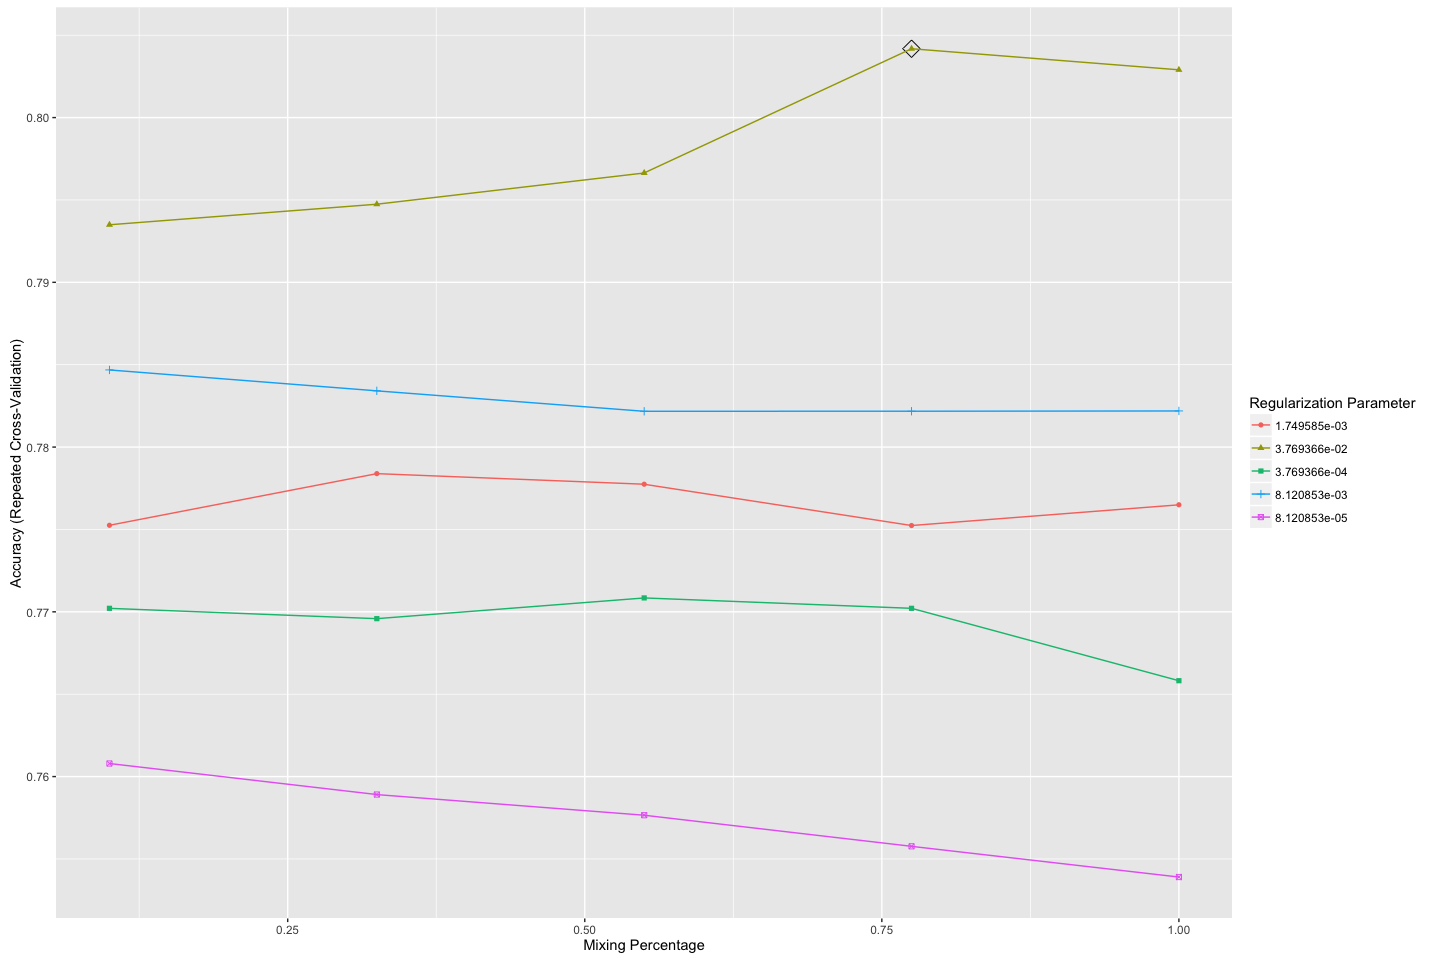 0.80
0.79
0.78
0.77
0.76
Accuracy (Repeated Cross-Validation)
0.25
0.50
0.75
1.00
Mixing Percentage
Regularization Parameter
1.749585e-03
3.769366e-02
3.769366e-04
8.120853e-03
8.120853e-05